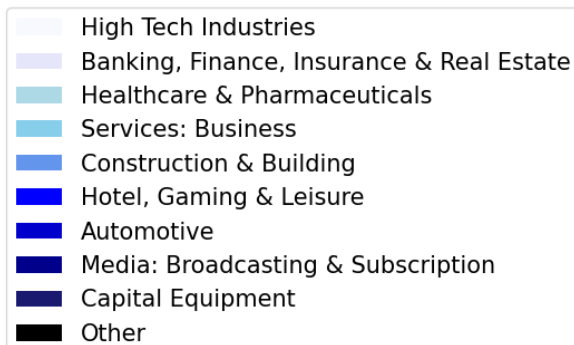 High Tech Industries
Banking, Finance, Insurance & Real Estate
Healthcare & Pharmaceuticals
Services: Business
Construction & Building
Hotel, Gaming & Leisure
Automotive
Media: Broadcasting & Subscription
Capital Equipment
Other